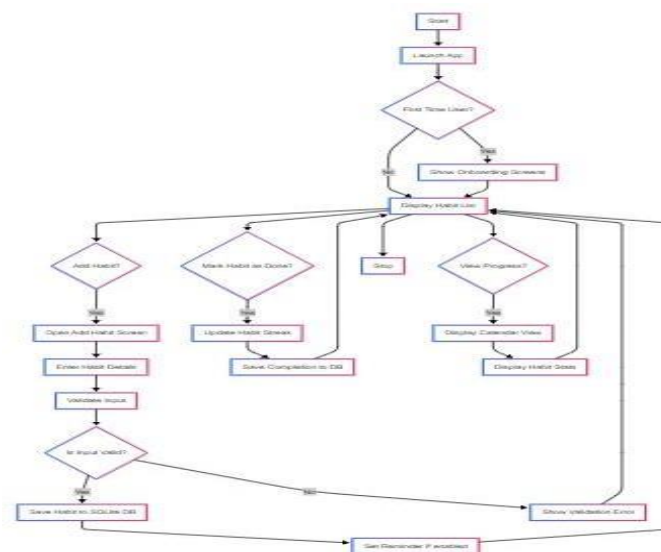 Start
Launch App
First Time User?
No
Yes
Show Onboarding Screens
Display Habit List
Add Habit?
Mark Habit as Done?
Stop
View Progress?
Yes
Yes
Yes
Open Add Habit Screen
Update Habit Streak
Display Calendar View
Enter Habit Details
Save Completion to DB
Display Habit Stats
Validate Input
Is Input Valid?
Yes
No
Save Habit to SQLite DB
Show Validation Error
Set Reminder if enabled